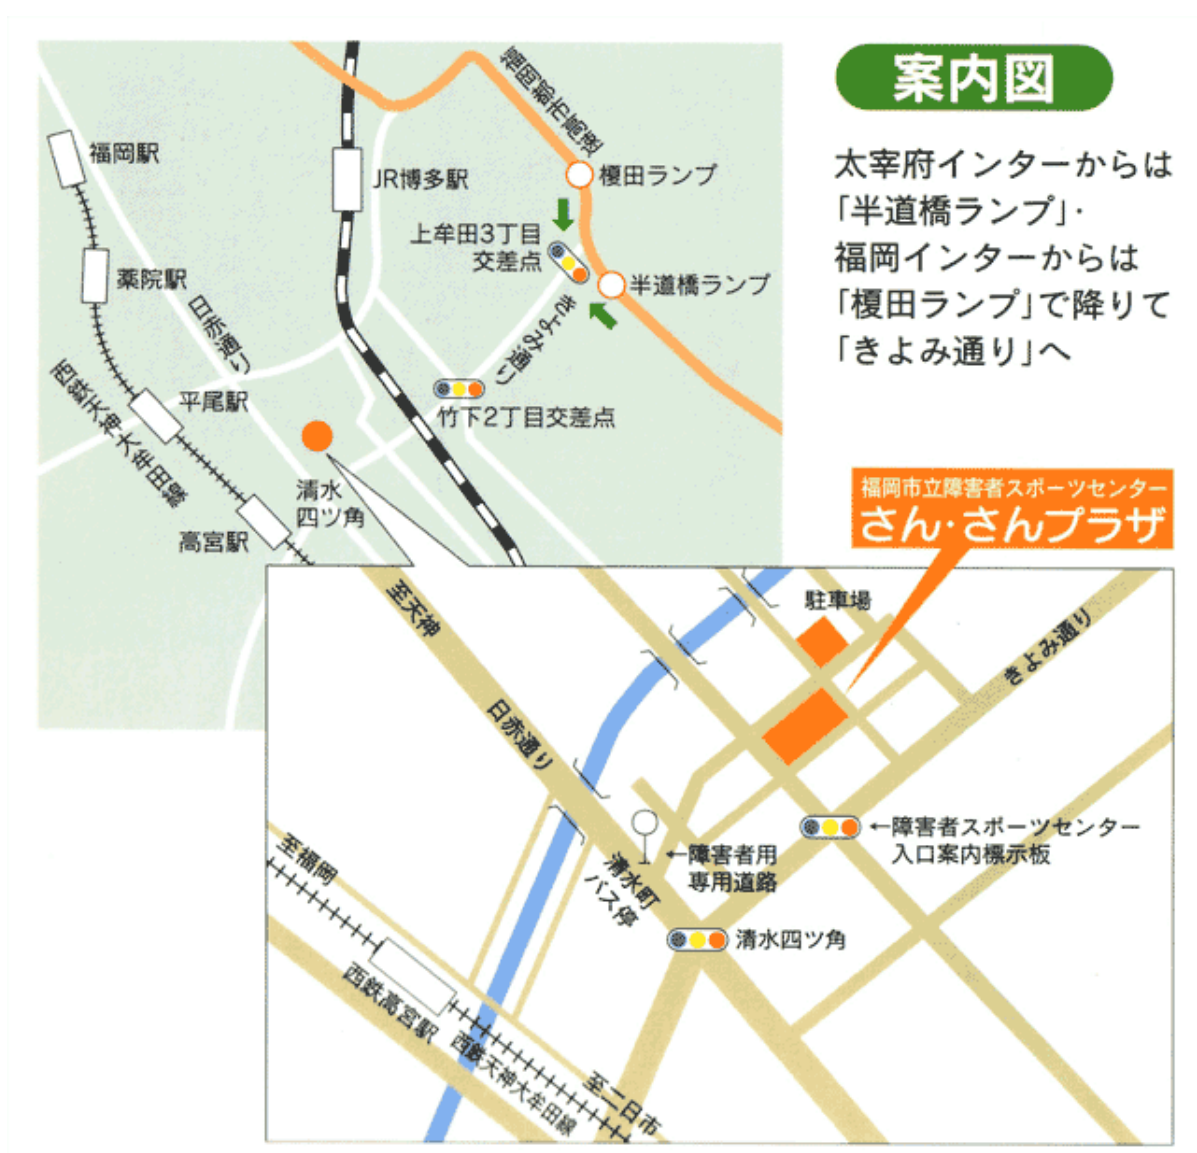 案内図
太宰府インターからは
「半道橋ランプ」・
福岡インターからは
「榎田ランプ」で降りて
「きよみ通り」へ
福岡都市高速
福岡駅
JR博多駅
榎田ランプ
上牟田3丁目
交差点
薬院駅
半道橋ランプ
日赤通り
きよみ通り
西鉄天神大牟田線
平尾駅
竹下2丁目交差点
清水
四ツ角
高宮駅
福岡市立障害者スポーツセンター
さん・さんプラザ
至天神
駐車場
きよみ通り
日赤通り
←障害者スポーツセンター
入口案内標示板
←障害者用
専用道路
清水町
バス停
至福岡
清水四ツ角
西鉄高宮駅
西鉄天神大牟田線
至二日市